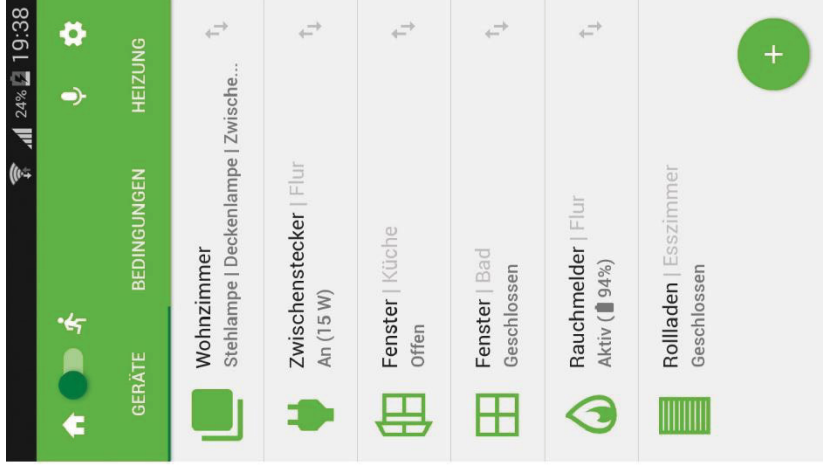 24% 19:38
GERÄTE BEDINGUNGEN HEIZUNG
Wohnzimmer
Stehlampe | Deckenlampe | Zwische...
Zwischenstecker | Flur
An (15 W)
Fenster | Küche
Offen
Fenster | Bad
Geschlossen
Rauchmelder | Flur
Aktiv ( 94%)
Rollladen | Esszimmer
Geschlossen
+